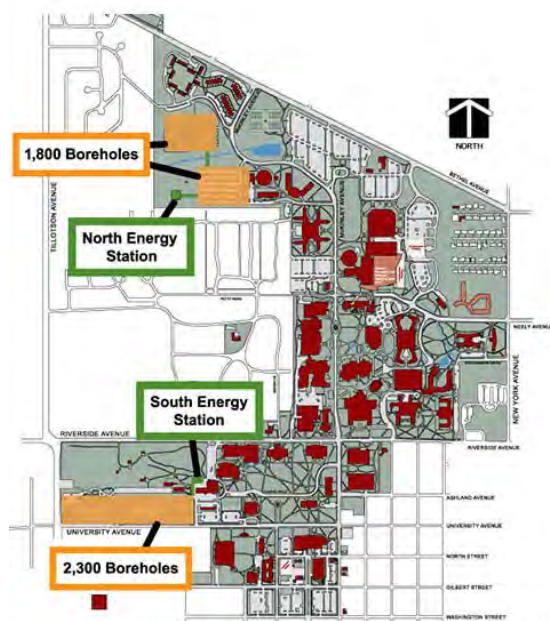 NORTH
BETHEL AVENUE
1,800 Boreholes
TILLOTSON AVENUE
North Energy
Station
NEELY AVENUE
NEW YORK AVENUE
South Energy
Station
RIVERSIDE AVENUE
RIVERSIDE AVENUE
ASHLAND AVENUE
UNIVERSITY AVENUE
UNIVERSITY AVENUE
2,300 Boreholes
NORTH STREET
GILBERT STREET
WASHINGTON STREET